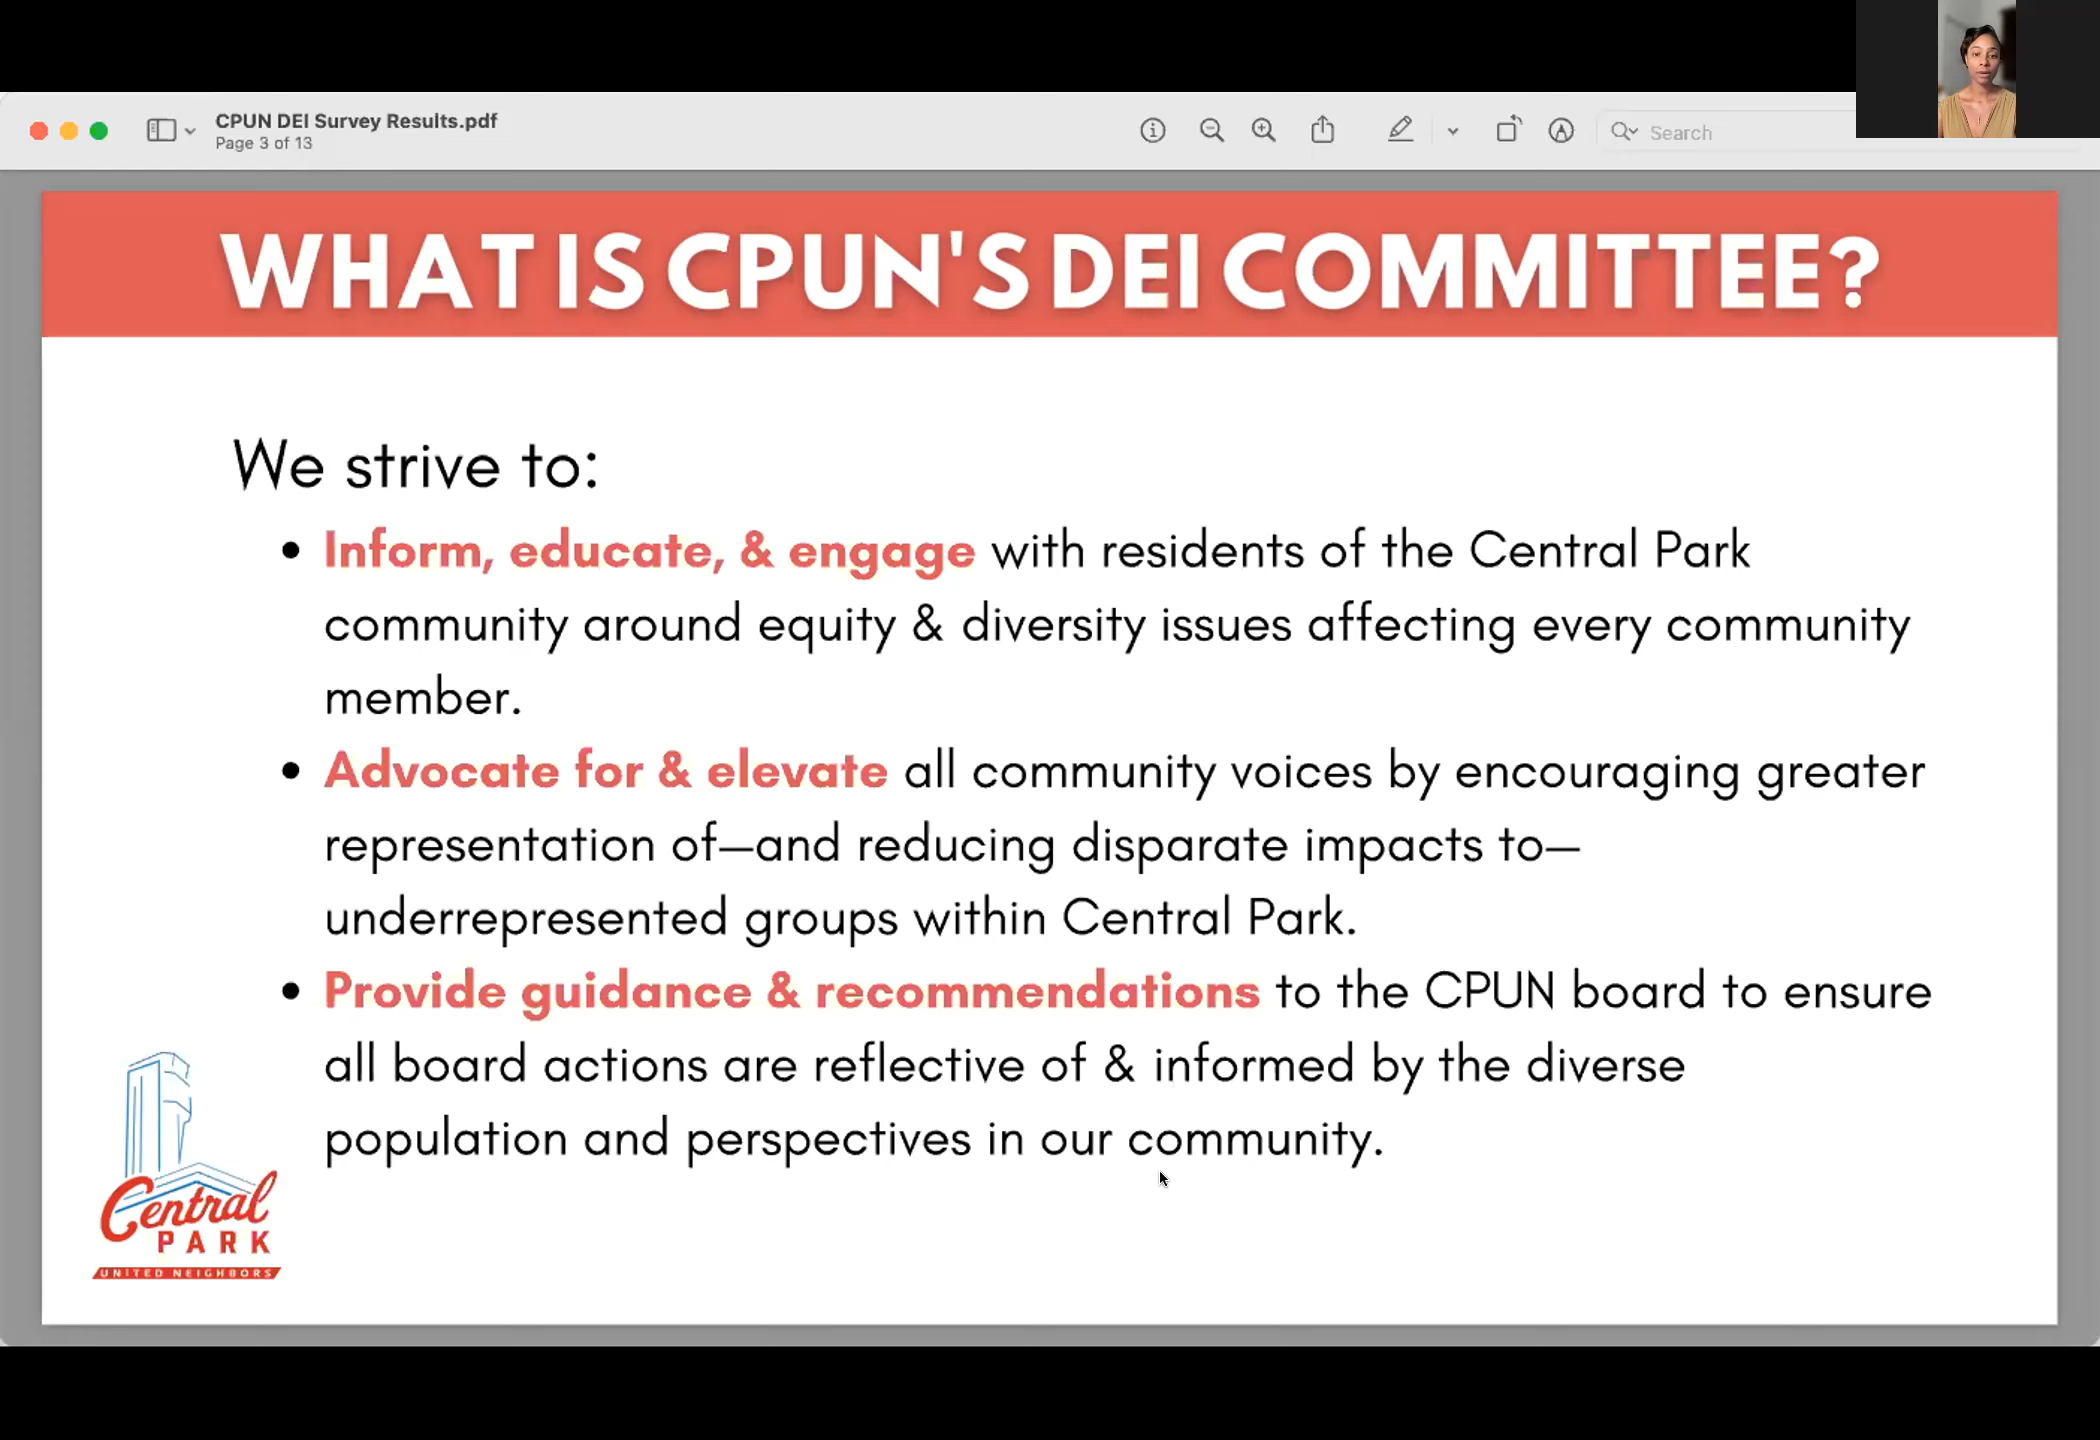 CPUN DEI Survey Results.pdf
Page 3 of 13
Search
WHAT IS CPUN'S DEI COMMITTEE?
We strive to:
• Inform, educate, & engage with residents of the Central Park
community around equity & diversity issues affecting every community
member.
• Advocate for & elevate all community voices by encouraging greater
representation of—and reducing disparate impacts to—
underrepresented groups within Central Park.
• Provide guidance & recommendations to the CPUN board to ensure
all board actions are reflective of & informed by the diverse
population and perspectives in our community.
Central
PARK
UNITED NEIGHBORS